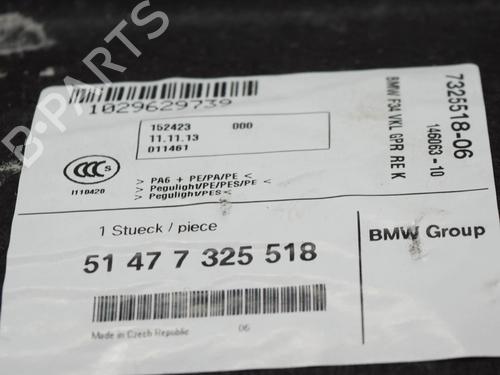 1029629739
152423 000
11.11.13
011461
CCC S
I110420
>> PA6 + PE/PA/PE <
> Pegulight/PE/PES/PE <
> Pegulight/PES <
1 Stueck / piece
51 47 7 325 518
Made in Czech Republic 06
7325518-06
146063-10
BMW F34 VKL GPR RE K
BMW Group
B-PARTS